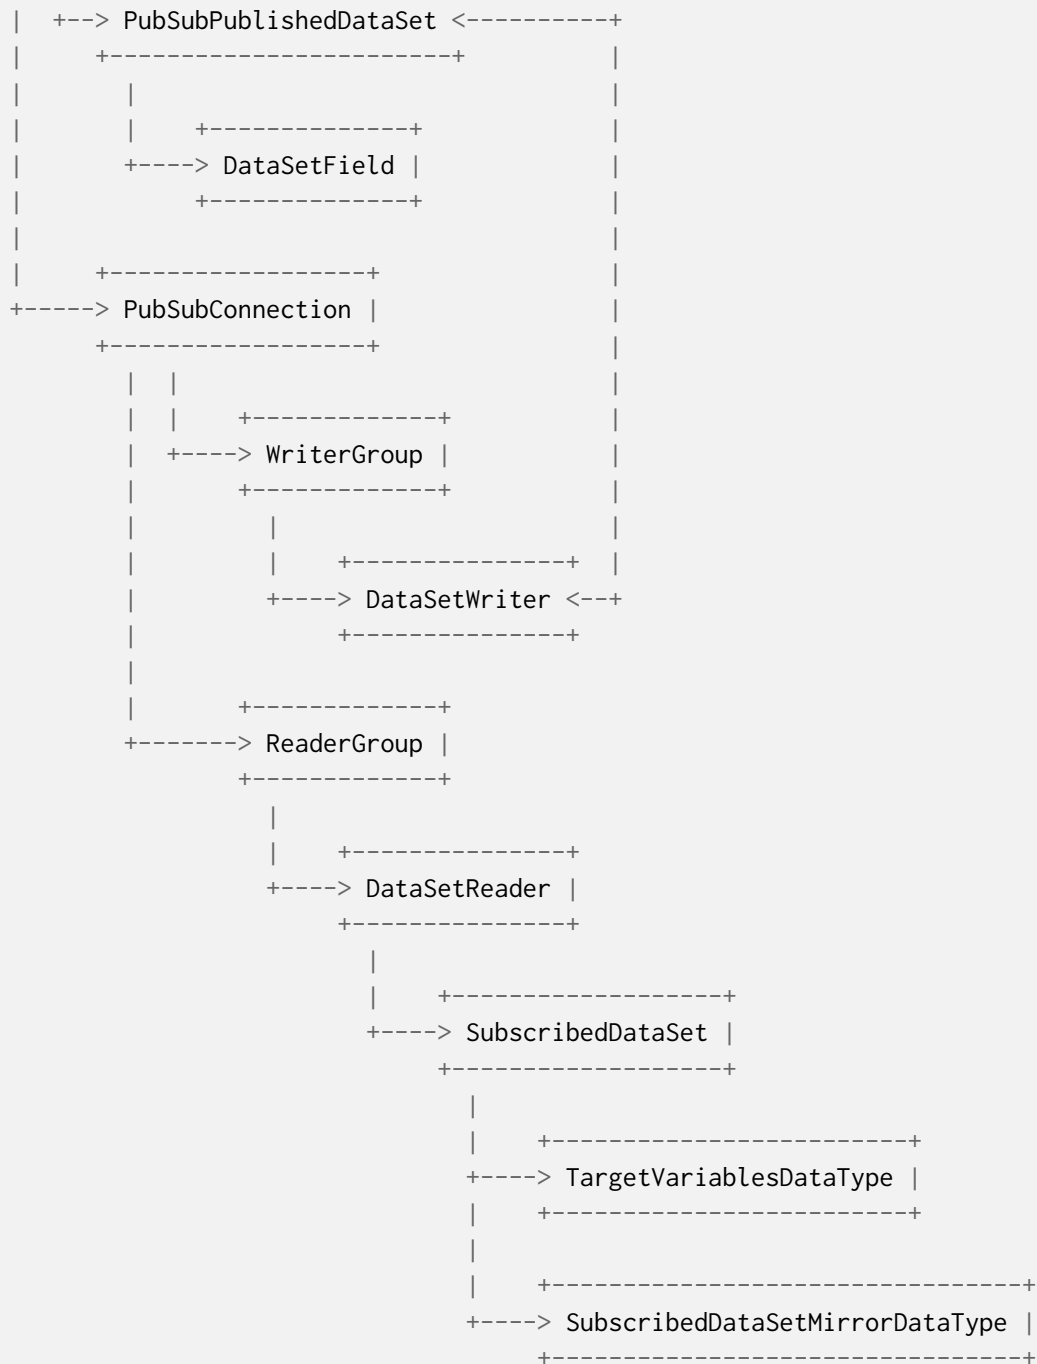 |  +--> PubSubPublishedDataSet <----------+
|     +-----------------------+          |
|       |                                 |
|       |    +--------------+             |
|       +----> DataSetField |             |
|            +--------------+             |
|                                         |
|     +------------------+                |
+-----> PubSubConnection |                |
      +------------------+                |
        |  |                              |
        |  |    +-------------+           |
        |  +----> WriterGroup |           |
        |       +-------------+           |
        |         |                       |
        |         |    +---------------+  |
        |         +----> DataSetWriter <--+
        |              +---------------+
        |
        |       +-------------+
        +-------> ReaderGroup |
                +-------------+
                  |
                  |    +---------------+
                  +----> DataSetReader |
                       +---------------+
                         |
                         |    +-------------------+
                         +----> SubscribedDataSet |
                              +-------------------+
                                |
                                |    +-------------------------+
                                +----> TargetVariablesDataType |
                                |    +-------------------------+
                                |
                                |    +---------------------------------+
                                +----> SubscribedDataSetMirrorDataType |
                                     +---------------------------------+